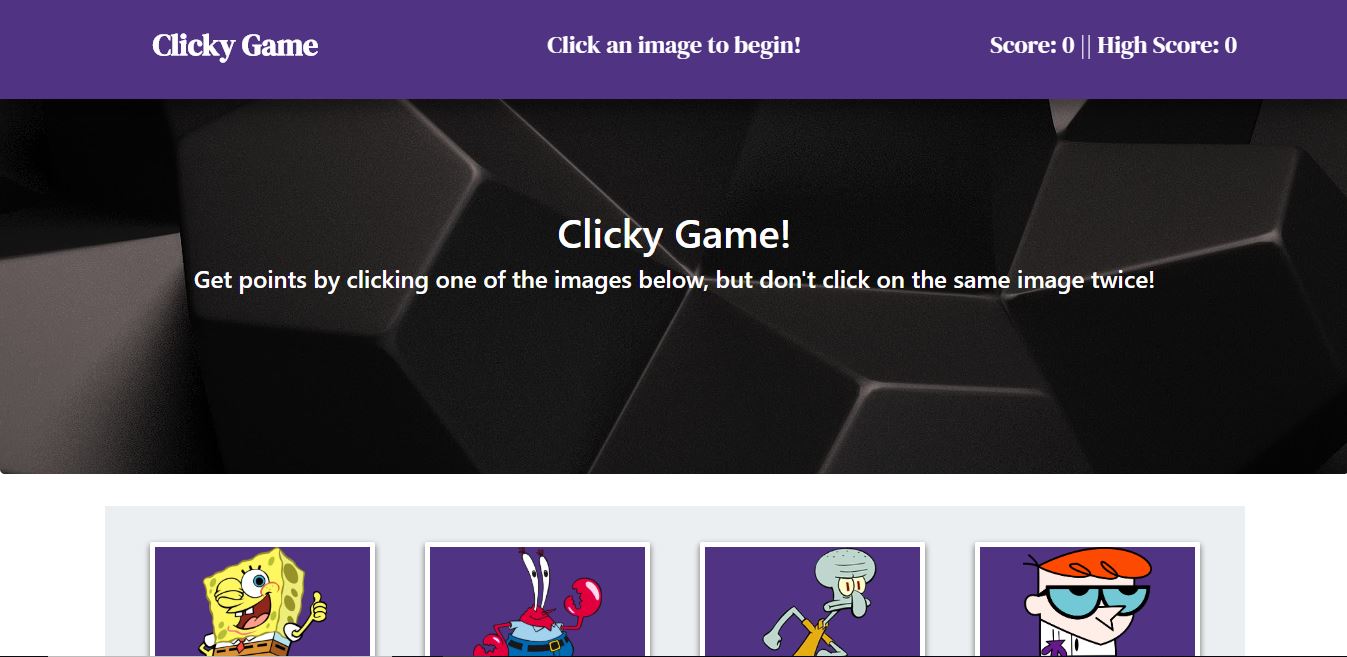 Clicky Game
Click an image to begin!
Score: 0 || High Score: 0
Clicky Game!
Get points by clicking one of the images below, but don't click on the same image twice!